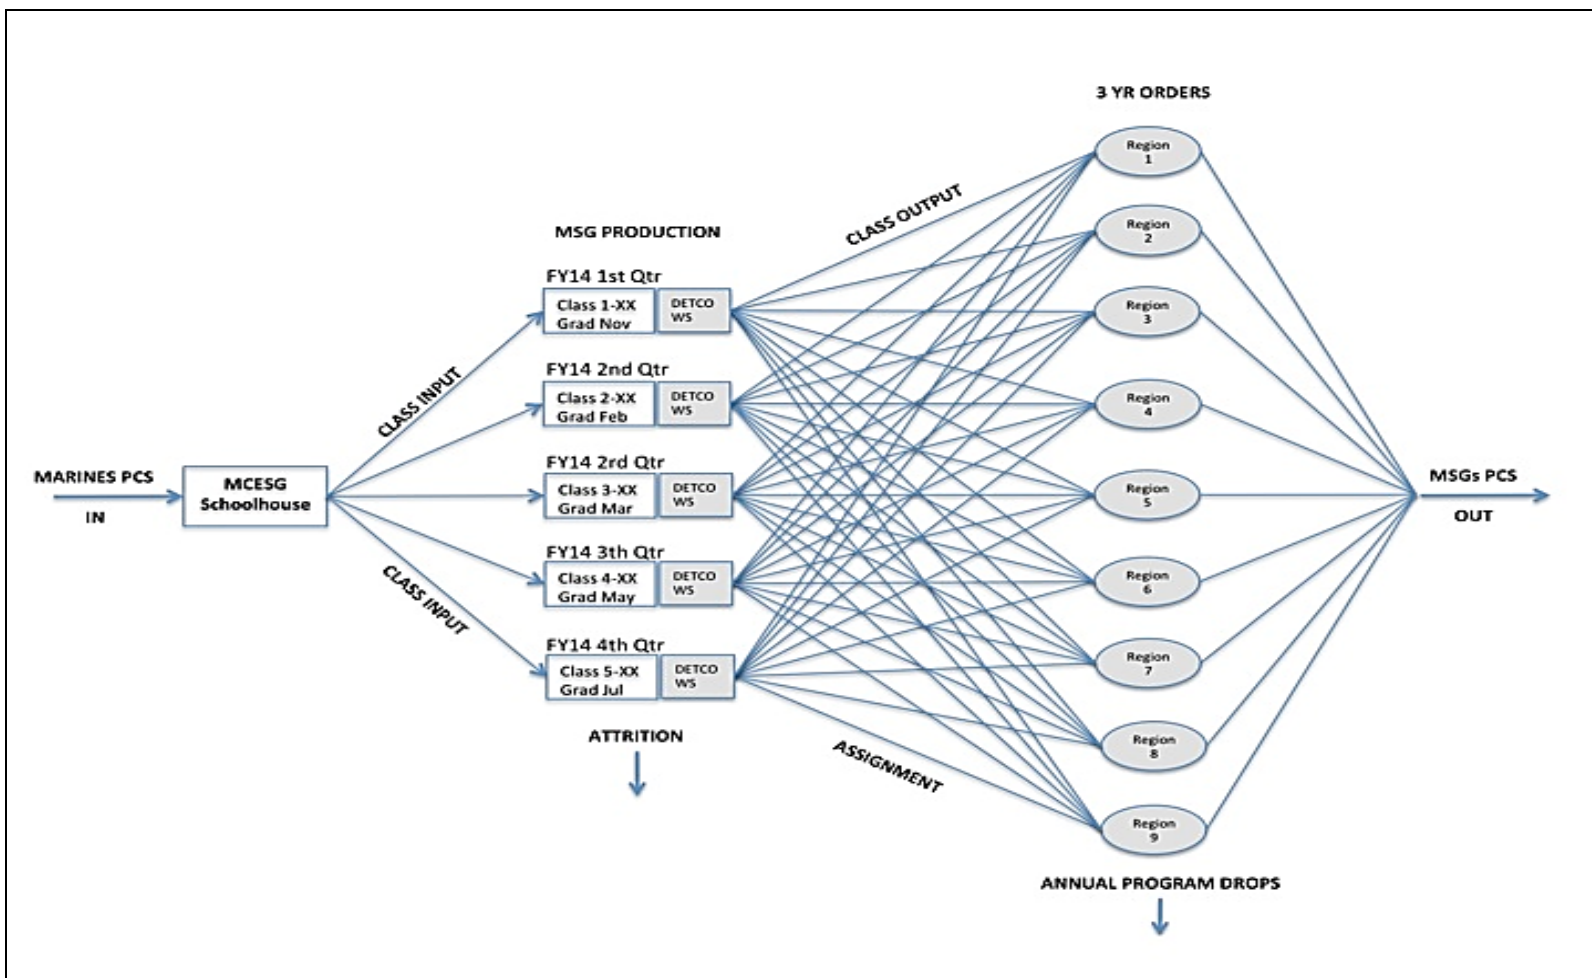 3 YR ORDERS
Region
1
CLASS OUTPUT
Region
2
MSG PRODUCTION
FY14 1st Qtr
Class 1-XX
Grad Nov
DETCO
WS
Region
3
CLASS INPUT
FY14 2nd Qtr
Class 2-XX
Grad Feb
DETCO
WS
Region
4
MARINES PCS
IN
MCESG
Schoolhouse
FY14 2rd Qtr
Class 3-XX
Grad Mar
DETCO
WS
Region
5
MSGs PCS
OUT
CLASS INPUT
FY14 3th Qtr
Class 4-XX
Grad May
DETCO
WS
Region
6
FY14 4th Qtr
Class 5-XX
Grad Jul
DETCO
WS
Region
7
ATTRITION
ASSIGNMENT
Region
8
Region
9
ANNUAL PROGRAM DROPS